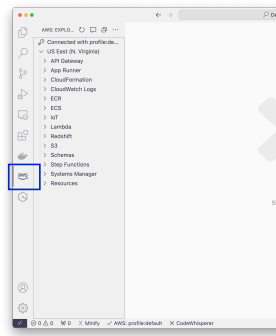 De
AWS: EXPLO...
Connected with profile:de...
US East (N. Virginia)
API Gateway
App Runner
CloudFormation
CloudWatch Logs
ECR
ECS
IoT
Lambda
Redshift
S3
Schemas
Step Functions
Systems Manager
Resources
aws
S
0 0 0 Minify AWS: profile:default CodeWhisperer